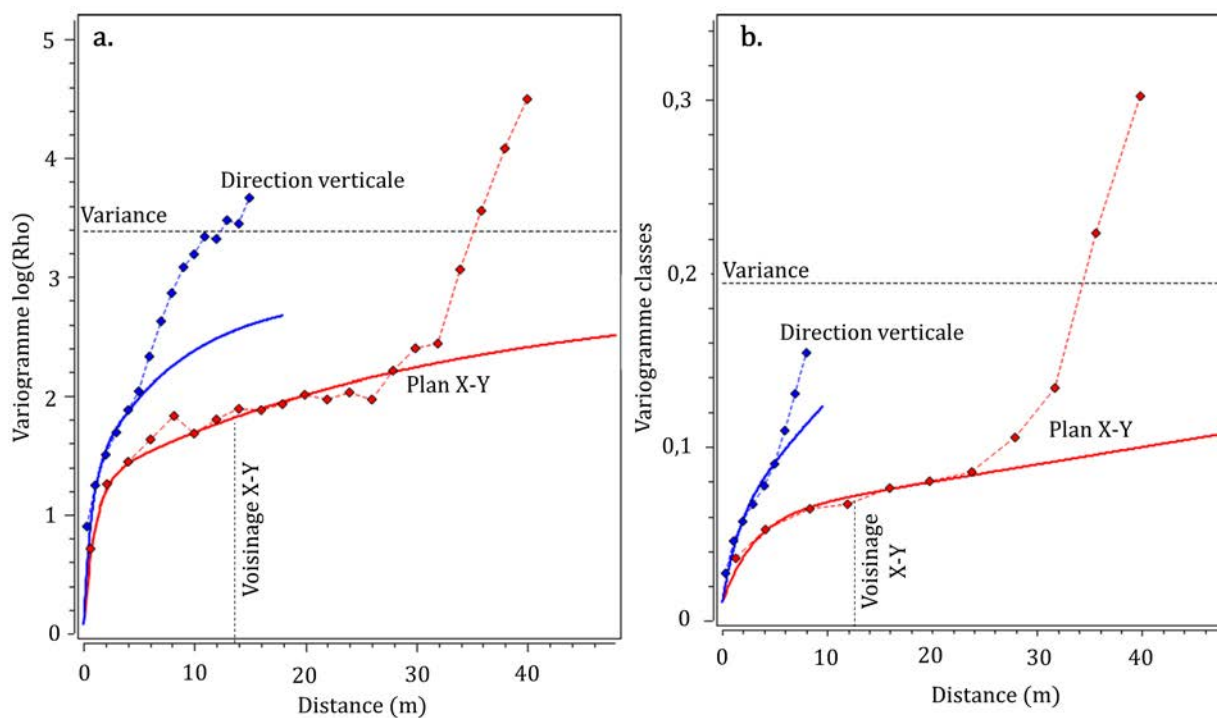 a.
5
4
3
2
1
0
Variogramme log(Rho)
Direction verticale
Variance
Plan X-Y
Voisinage X-Y
0
10
20
30
40
Distance (m)
b.
0,3
0,2
0,1
0
Variogramme classes
Variance
Direction verticale
Plan X-Y
Voisinage
X-Y
0
10
20
30
40
Distance (m)